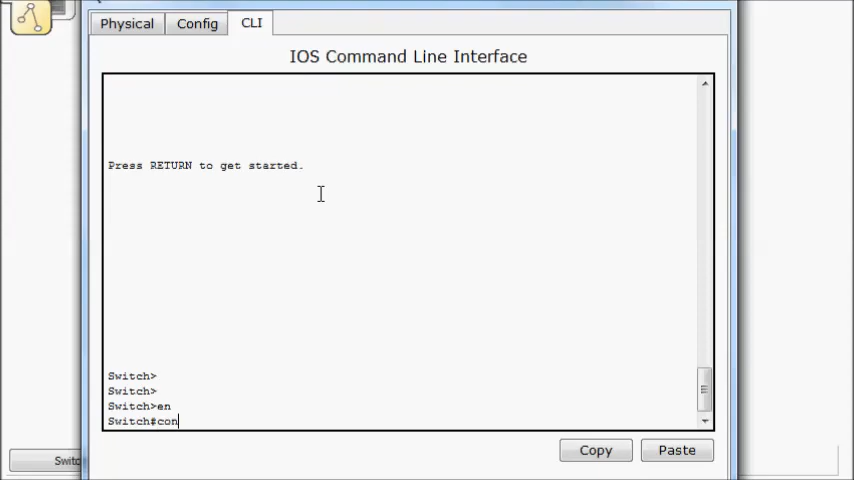 Physical Config CLI
IOS Command Line Interface
Press RETURN to get started.
Switch>
Switch>
Switch>en
Switch#con
Copy Paste
Switc